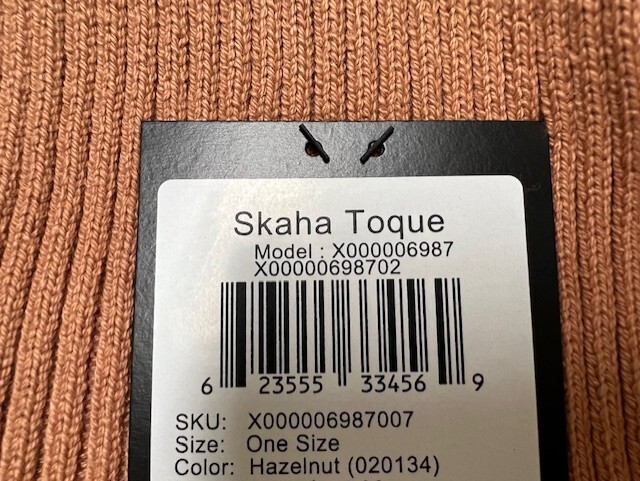 Skaha Toque
Model : X000006987
X00000698702
6 23555 33456 9
SKU: X000006987007
Size: One Size
Color: Hazelnut (020134)